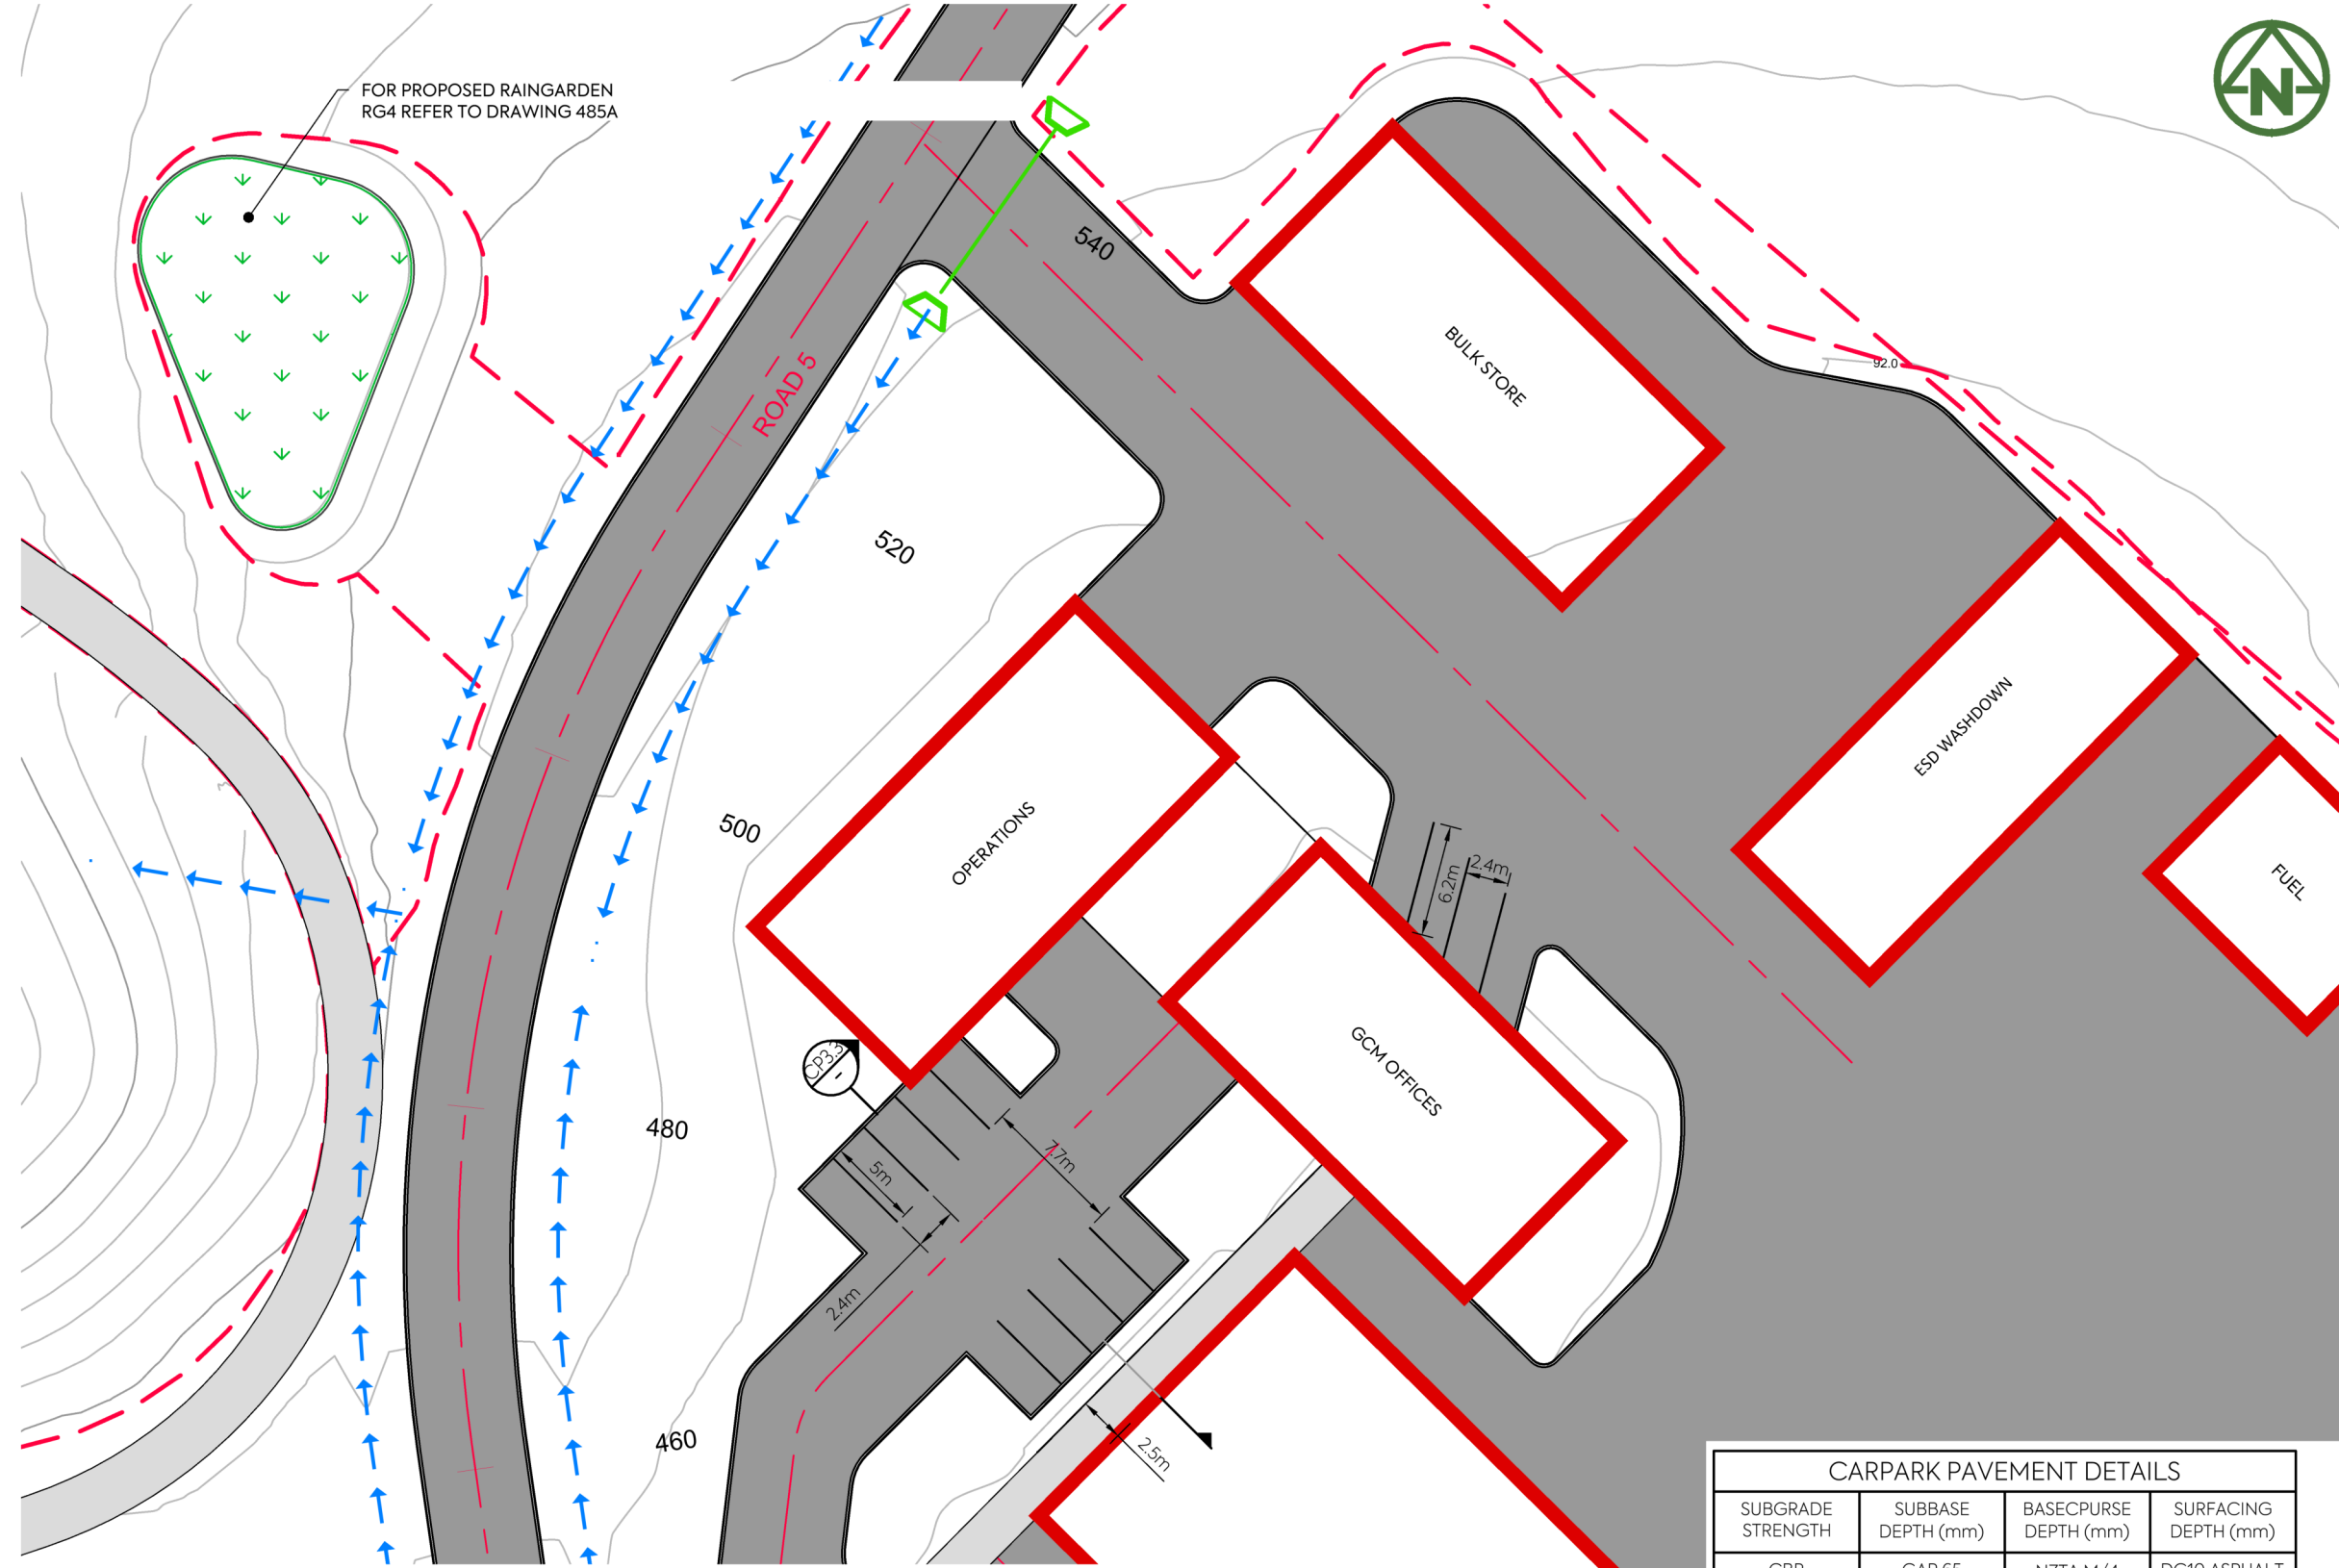 FOR PROPOSED RAINGARDEN
RG4 REFER TO DRAWING 485A
N
540
BULK STORE
92.0
ROAD 5
520
ESD WASHDOWN
500
OPERATIONS
6.2m
2.4m
FUEL
CP3.3
-
GCM OFFICES
480
7.7m
5m
2.4m
460
2.5m
CARPARK PAVEMENT DETAILS
SUBGRADE STRENGTH
SUBBASE DEPTH (mm)
BASECPURSE DEPTH (mm)
SURFACING DEPTH (mm)